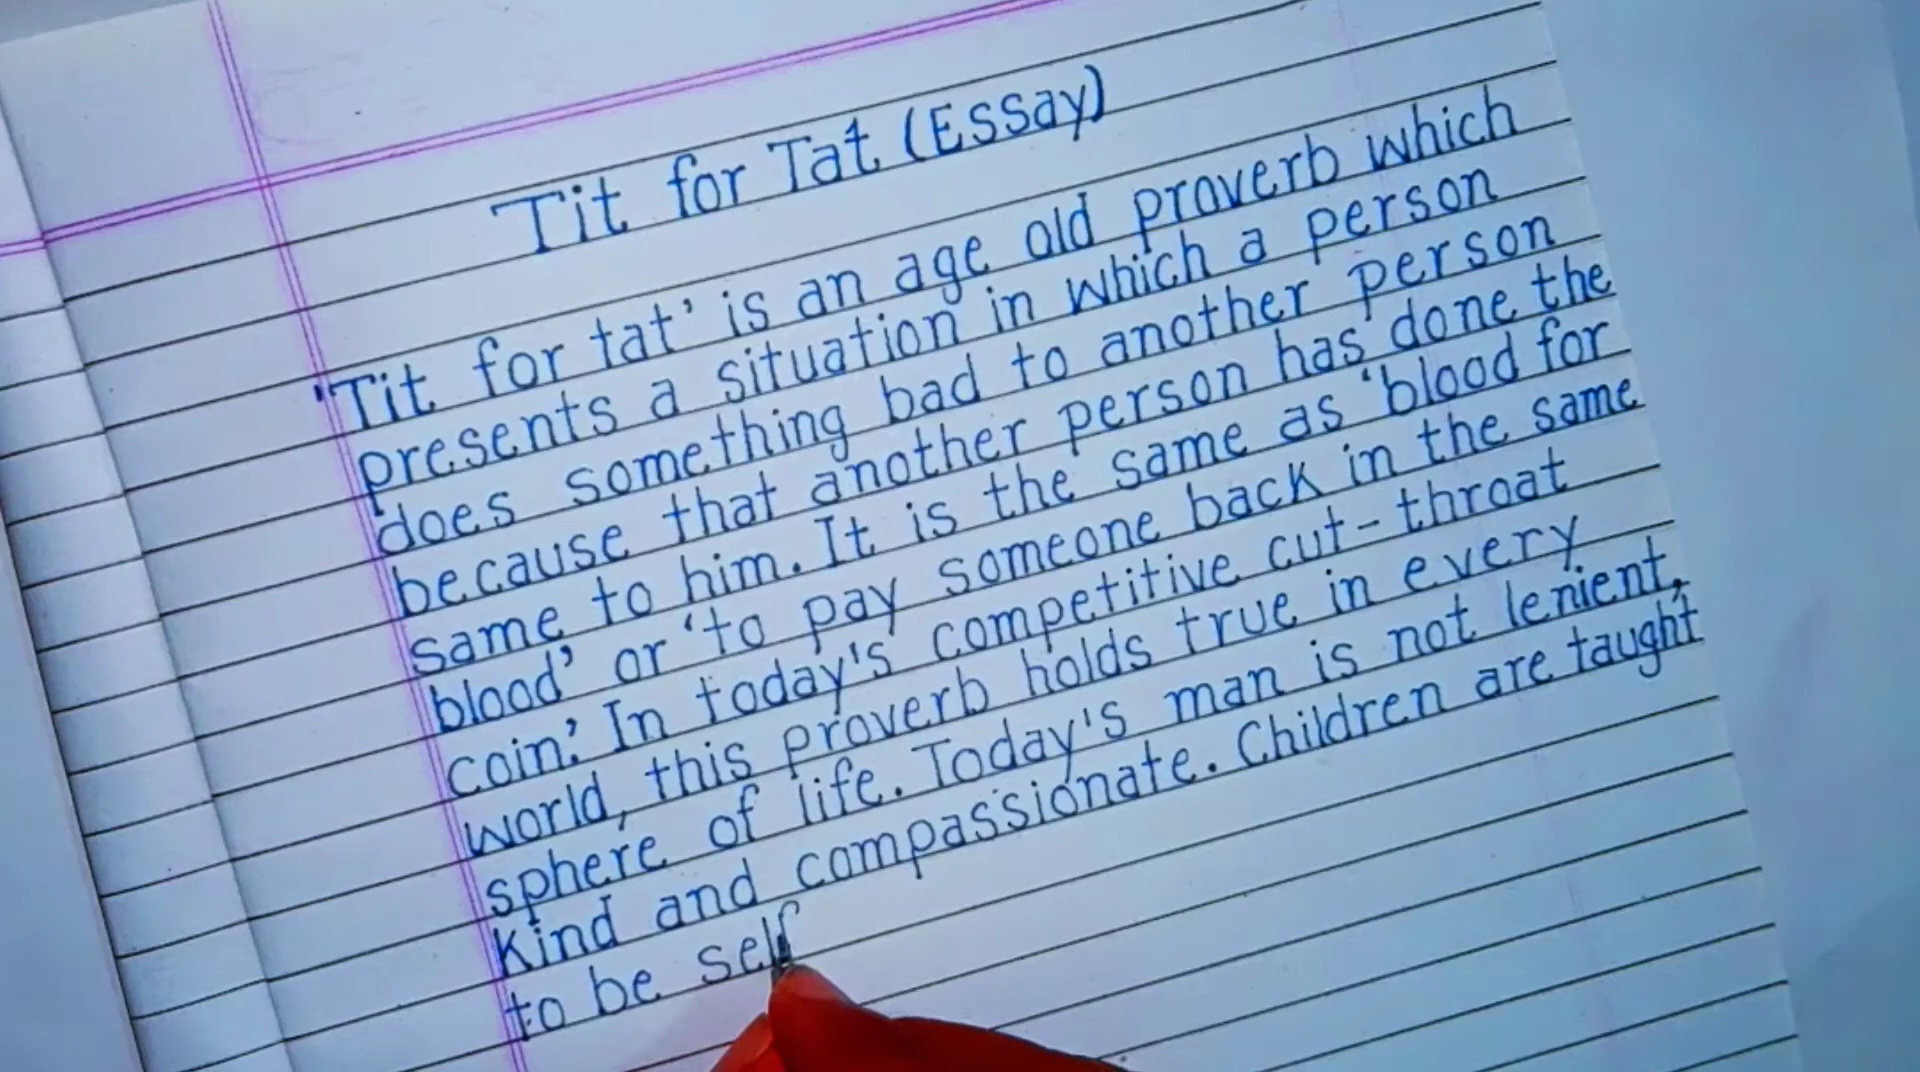 Tit for Tat (Essay)
'Tit for tat' is an age old proverb which
presents a situation in which a person
does something bad to another person
because that another person has done the
same to him. It is the same as 'blood for
blood' or 'to pay someone back in the same
coin.' In today's competitive cut-throat
world, this proverb holds true in every
sphere of life. Today's man is not lenient,
kind and compassionate. Children are taught
to be self